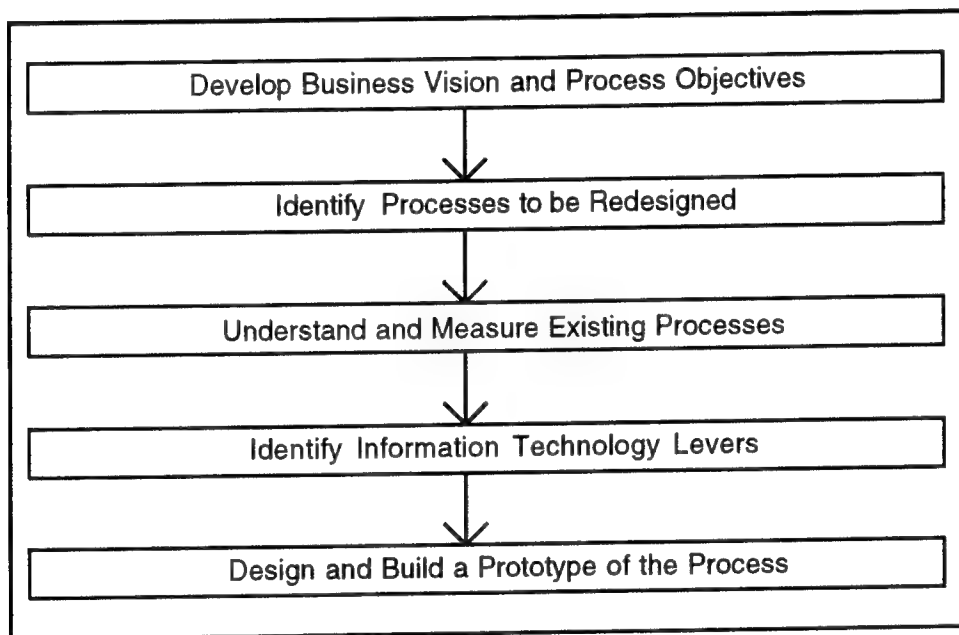 Develop Business Vision and Process Objectives
Identify Processes to be Redesigned
Understand and Measure Existing Processes
Identify Information Technology Levers
Design and Build a Prototype of the Process